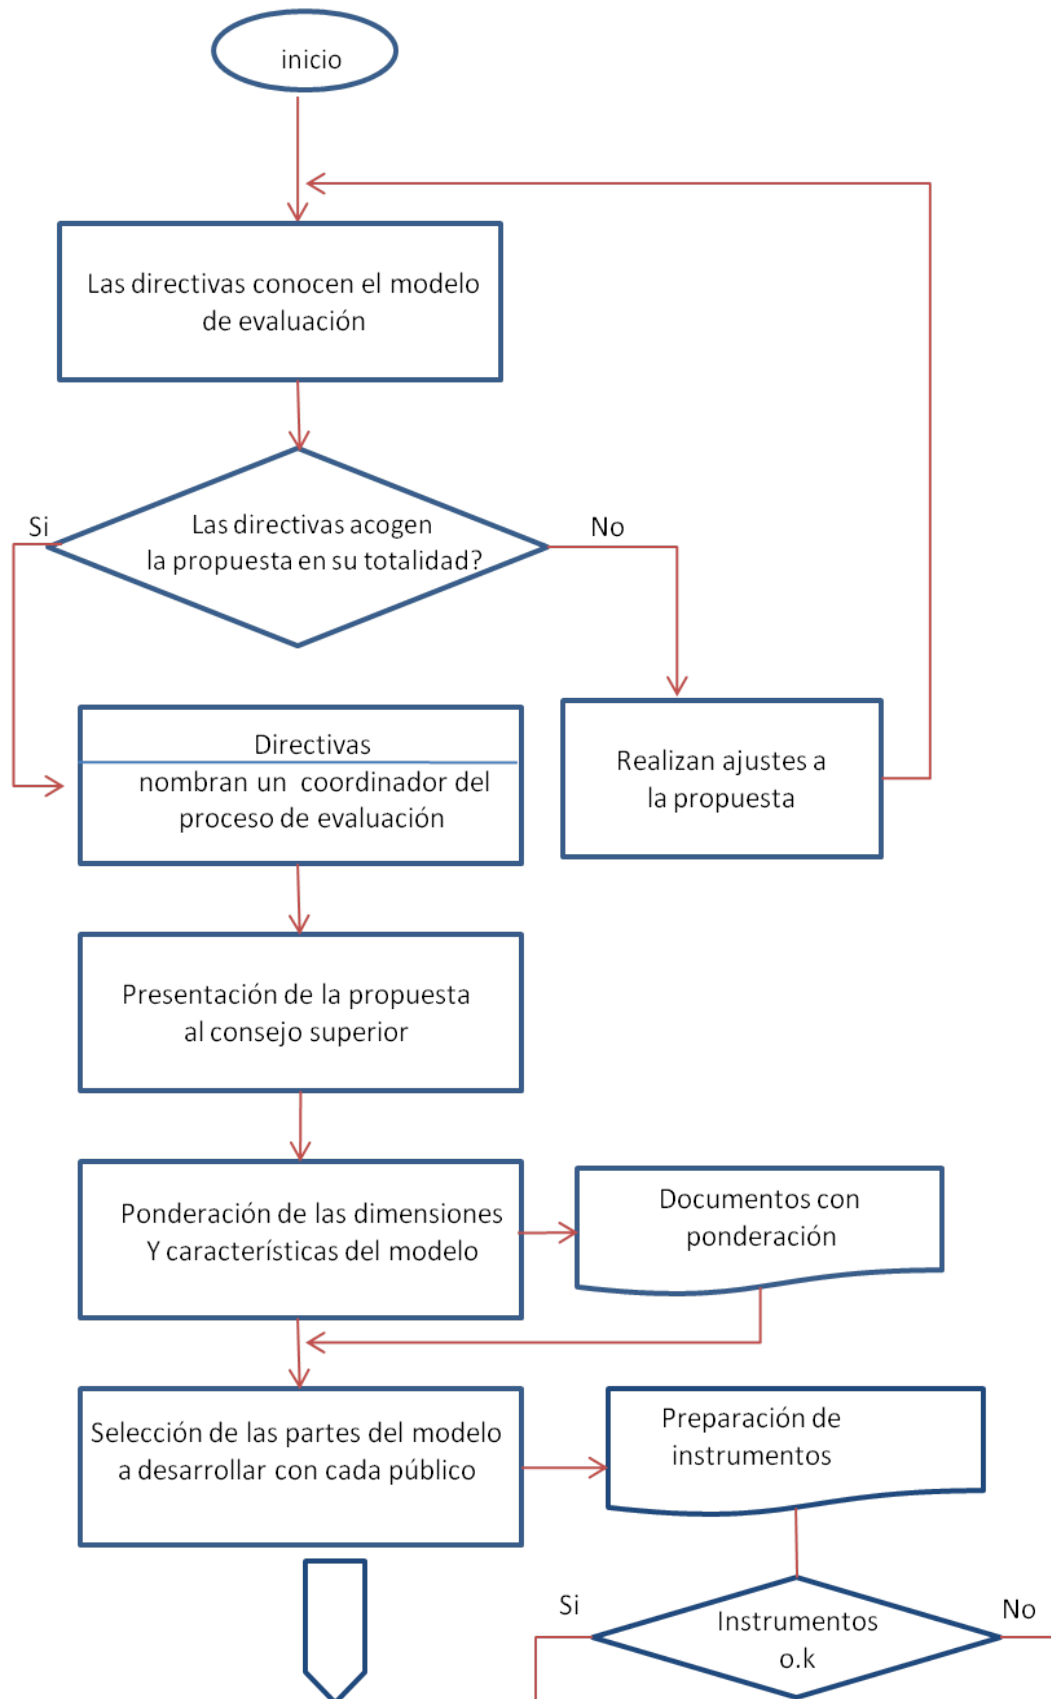 inicio
Las directivas conocen el modelo
de evaluación
Si
Las directivas acogen
la propuesta en su totalidad?
No
Directivas
nombran un coordinador del
proceso de evaluación
Realizan ajustes a
la propuesta
Presentación de la propuesta
al consejo superior
Ponderación de las dimensiones
Y características del modelo
Documentos con
ponderación
Selección de las partes del modelo
a desarrollar con cada público
Preparación de
instrumentos
Si
Instrumentos
o.k
No